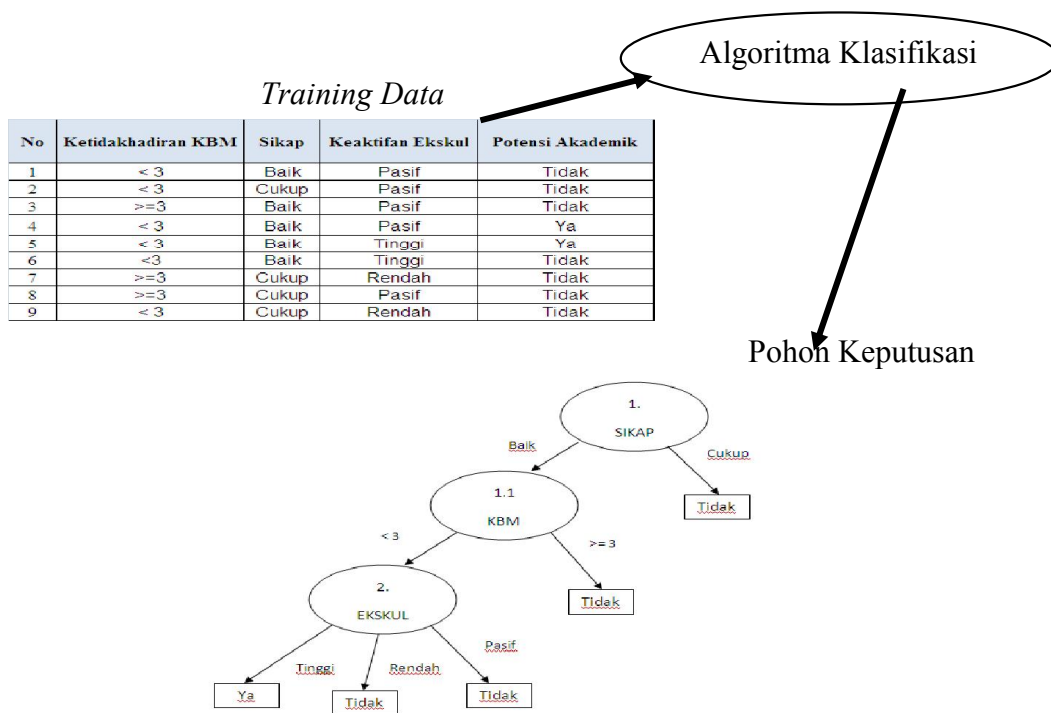 Algoritma Klasifikasi
Training Data
No Ketidakhadiran KBM Sikap Keaktifan Ekskul Potensi Akademik
1 < 3 Baik Pasif Tidak
2 < 3 Cukup Pasif Tidak
3 >=3 Baik Pasif Tidak
4 < 3 Baik Pasif Ya
5 < 3 Baik Tinggi Ya
6 <3 Baik Tinggi Tidak
7 >=3 Cukup Rendah Tidak
8 >=3 Cukup Pasif Tidak
9 < 3 Cukup Rendah Tidak
Pohon Keputusan
1.
SIKAP
Baik
Cukup
1.1
KBM
Tidak
< 3
>= 3
2.
EKSKUL
Tidak
Pasif
Tinggi
Rendah
Ya
Tidak
Tidak